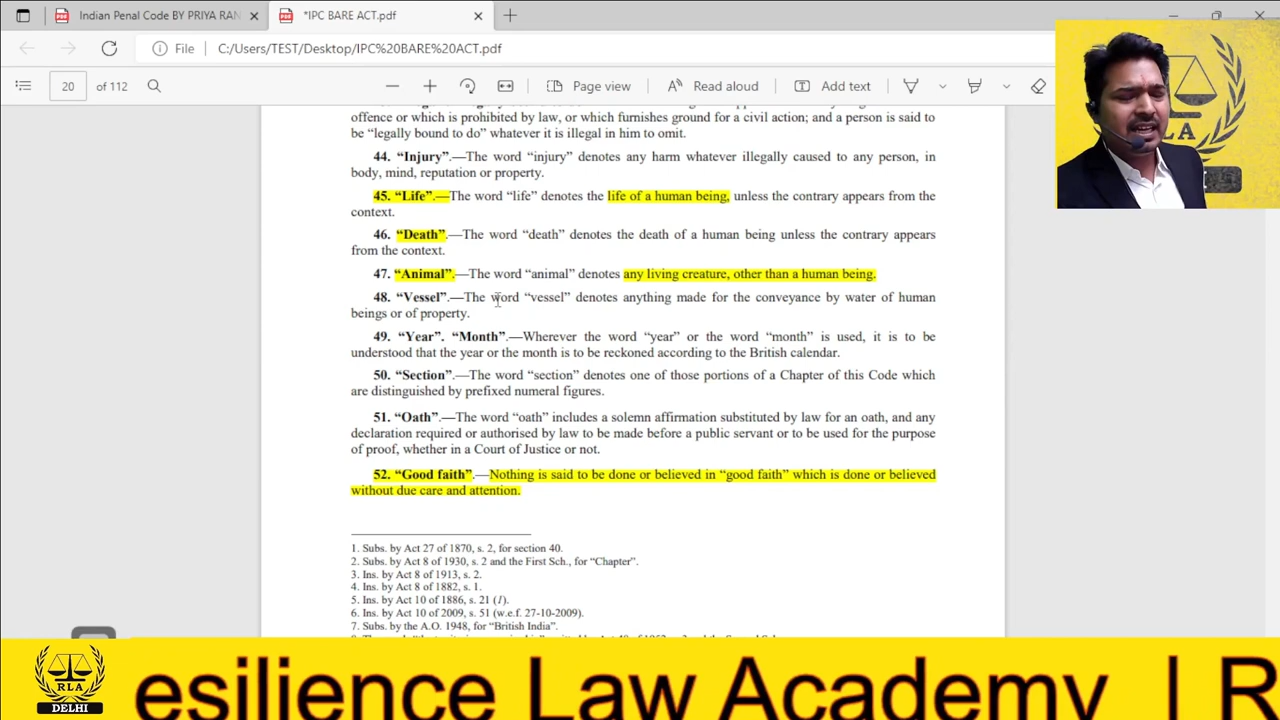 Indian Penal Code BY PRIYA RAN
*IPC BARE ACT.pdf
File
C:/Users/TEST/Desktop/IPC%20BARE%20ACT.pdf
20 of 112
Page view
Read aloud
Add text
offence or which is prohibited by law, or which furnishes ground for a civil action; and a person is said to
be “legally bound to do” whatever it is illegal in him to omit.
44. “Injury”.—The word “injury” denotes any harm whatever illegally caused to any person, in
body, mind, reputation or property.
45. “Life”.—The word “life” denotes the life of a human being, unless the contrary appears from the
context.
46. “Death”.—The word “death” denotes the death of a human being unless the contrary appears
from the context.
47. “Animal”.—The word “animal” denotes any living creature, other than a human being.
48. “Vessel”.—The word “vessel” denotes anything made for the conveyance by water of human
beings or of property.
49. “Year”. “Month”.—Wherever the word “year” or the word “month” is used, it is to be
understood that the year or the month is to be reckoned according to the British calendar.
50. “Section”.—The word “section” denotes one of those portions of a Chapter of this Code which
are distinguished by prefixed numeral figures.
51. “Oath”.—The word “oath” includes a solemn affirmation substituted by law for an oath, and any
declaration required or authorised by law to be made before a public servant or to be used for the purpose
of proof, whether in a Court of Justice or not.
52. “Good faith”.—Nothing is said to be done or believed in “good faith” which is done or believed
without due care and attention.
1. Subs. by Act 27 of 1870, s. 2, for section 40.
2. Subs. by Act 8 of 1930, s. 2 and the First Sch., for “Chapter”.
3. Ins. by Act 8 of 1913, s. 2.
4. Ins. by Act 8 of 1882, s. 1.
5. Ins. by Act 10 of 1886, s. 21 (1).
6. Ins. by Act 10 of 2009, s. 51 (w.e.f. 27-10-2009).
7. Subs. by the A.O. 1948, for “British India”.
RLA
DELHI
esilience Law Academy | R